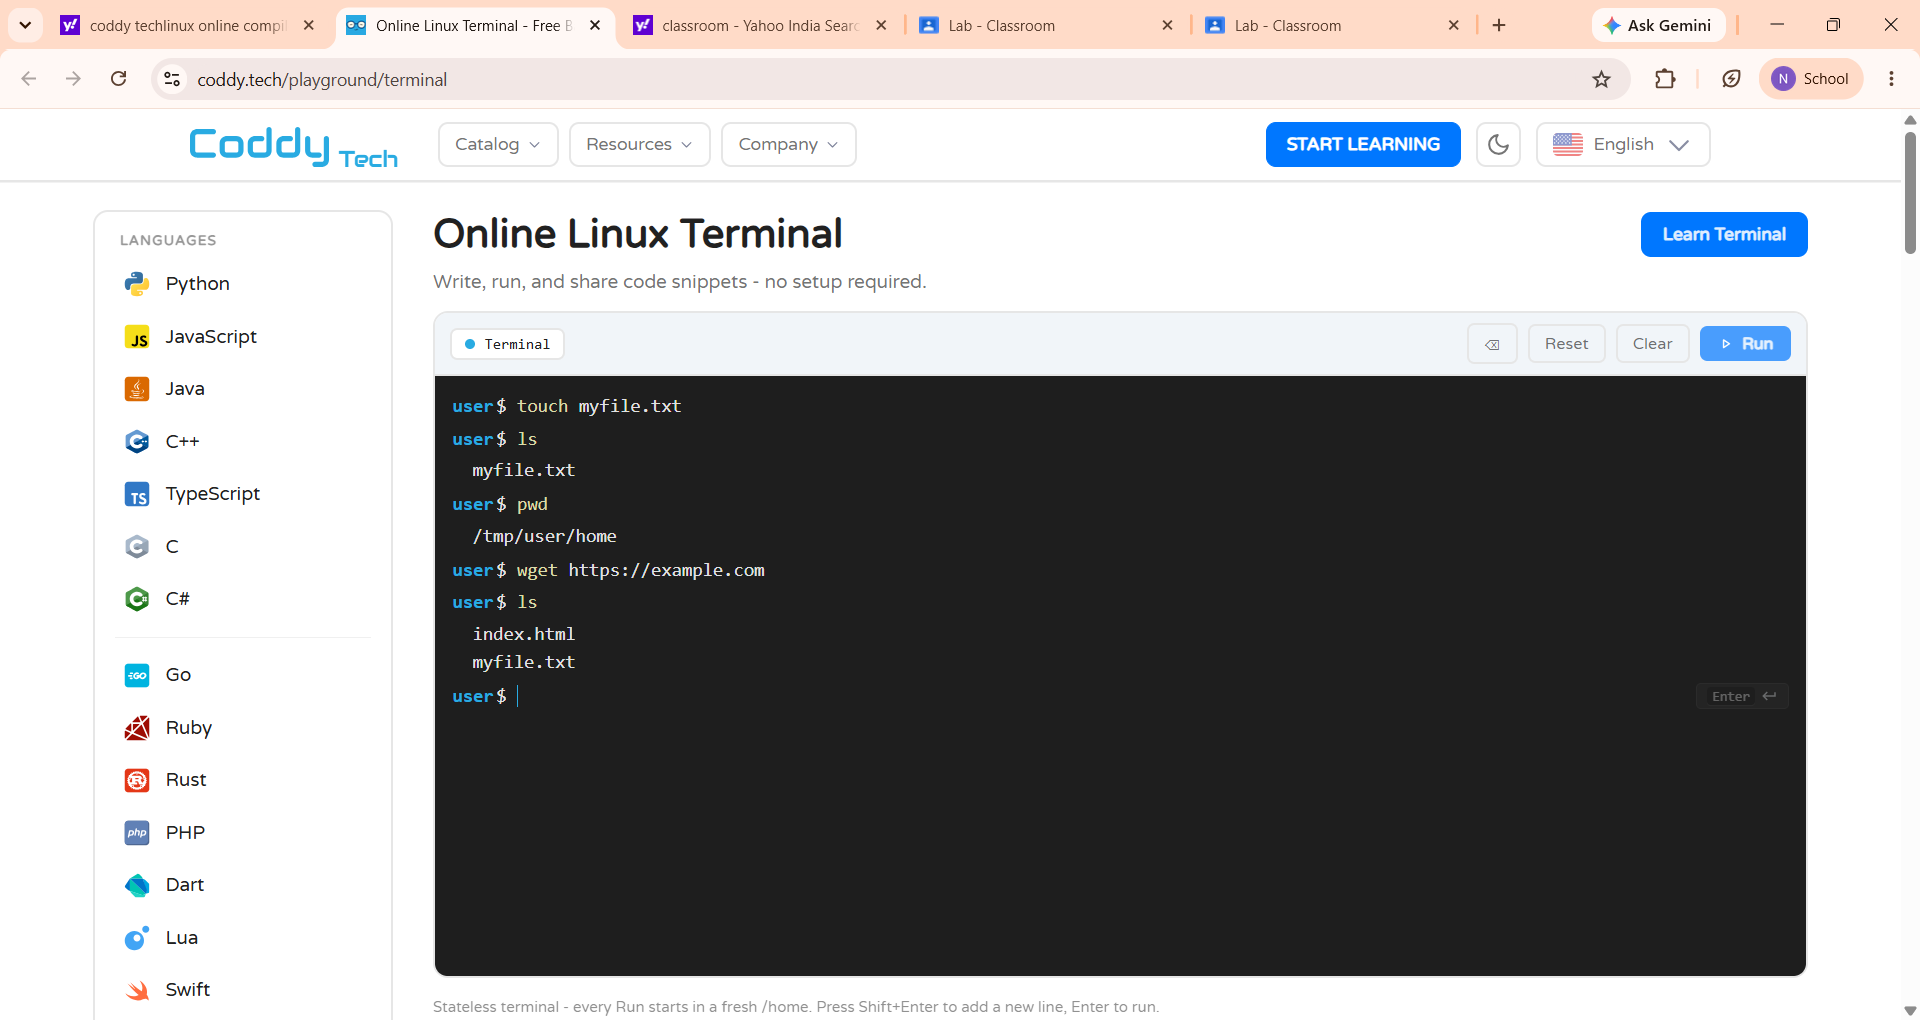 coddy techlinux online compil
Online Linux Terminal - Free B
classroom - Yahoo India Searc
Lab - Classroom
Lab - Classroom
Ask Gemini
coddy.tech/playground/terminal
N School
Coddy Tech
Catalog
Resources
Company
START LEARNING
English
LANGUAGES
Python
JS JavaScript
Java
C++
TS TypeScript
C
C#
GO Go
Ruby
Rust
php PHP
Dart
Lua
Swift
Online Linux Terminal
Learn Terminal
Write, run, and share code snippets - no setup required.
Terminal
Reset
Clear
Run
user$ touch myfile.txt
user$ ls
myfile.txt
user$ pwd
/tmp/user/home
user$ wget https://example.com
user$ ls
index.html
myfile.txt
user$
Enter ↵
Stateless terminal - every Run starts in a fresh /home. Press Shift+Enter to add a new line, Enter to run.